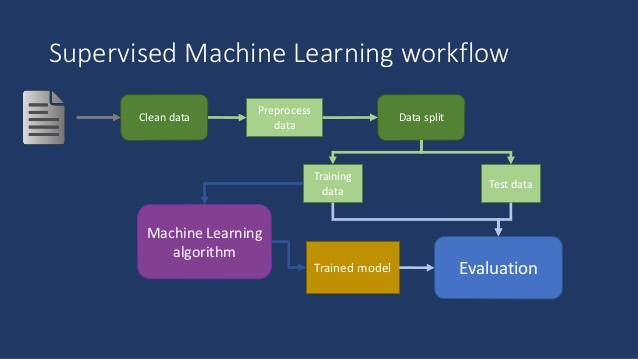 Supervised Machine Learning workflow
Clean data
Preprocess
data
Data split
Training
data
Test data
Machine Learning
algorithm
Trained model
Evaluation